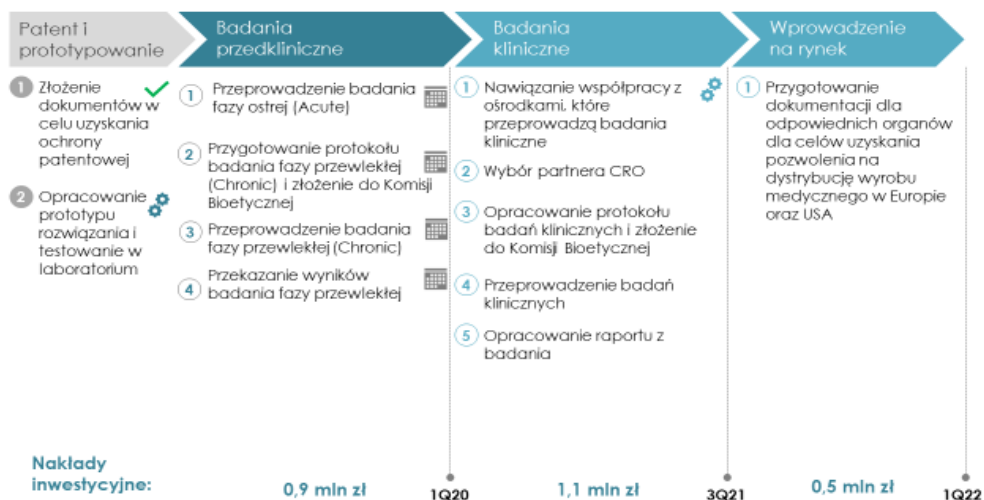 Patent i
prototypowanie
Badania
przedkliniczne
Badania
kliniczne
Wprowadzenie
na rynek
1 Złożenie
dokumentów w
celu uzyskania
ochrony
patentowej
2 Opracowanie
prototypu
rozwiązania i
testowanie w
laboratorium
1 Przeprowadzenie badania
fazy ostrej (Acute)
2 Przygotowanie protokołu
badania fazy przewlekłej
(Chronic) i złożenie do Komisji
Bioetycznej
3 Przeprowadzenie badania
fazy przewlekłej (Chronic)
4 Przekazanie wyników
badania fazy przewlekłej
1 Nawiązanie współpracy z
ośrodkami, które
przeprowadzą badania
kliniczne
2 Wybór partnera CRO
3 Opracowanie protokołu
badań klinicznych i złożenie
do Komisji Bioetycznej
4 Przeprowadzenie badań
klinicznych
5 Opracowanie raportu z
badania
1 Przygotowanie
dokumentacji dla
odpowiednich organów
dla celów uzyskania
pozwolenia na
dystrybucję wyrobu
medycznego w Europie
oraz USA
Nakłady
inwestycyjne:
0,9 mln zł
1Q20
1,1 mln zł
3Q21
0,5 mln zł
1Q22